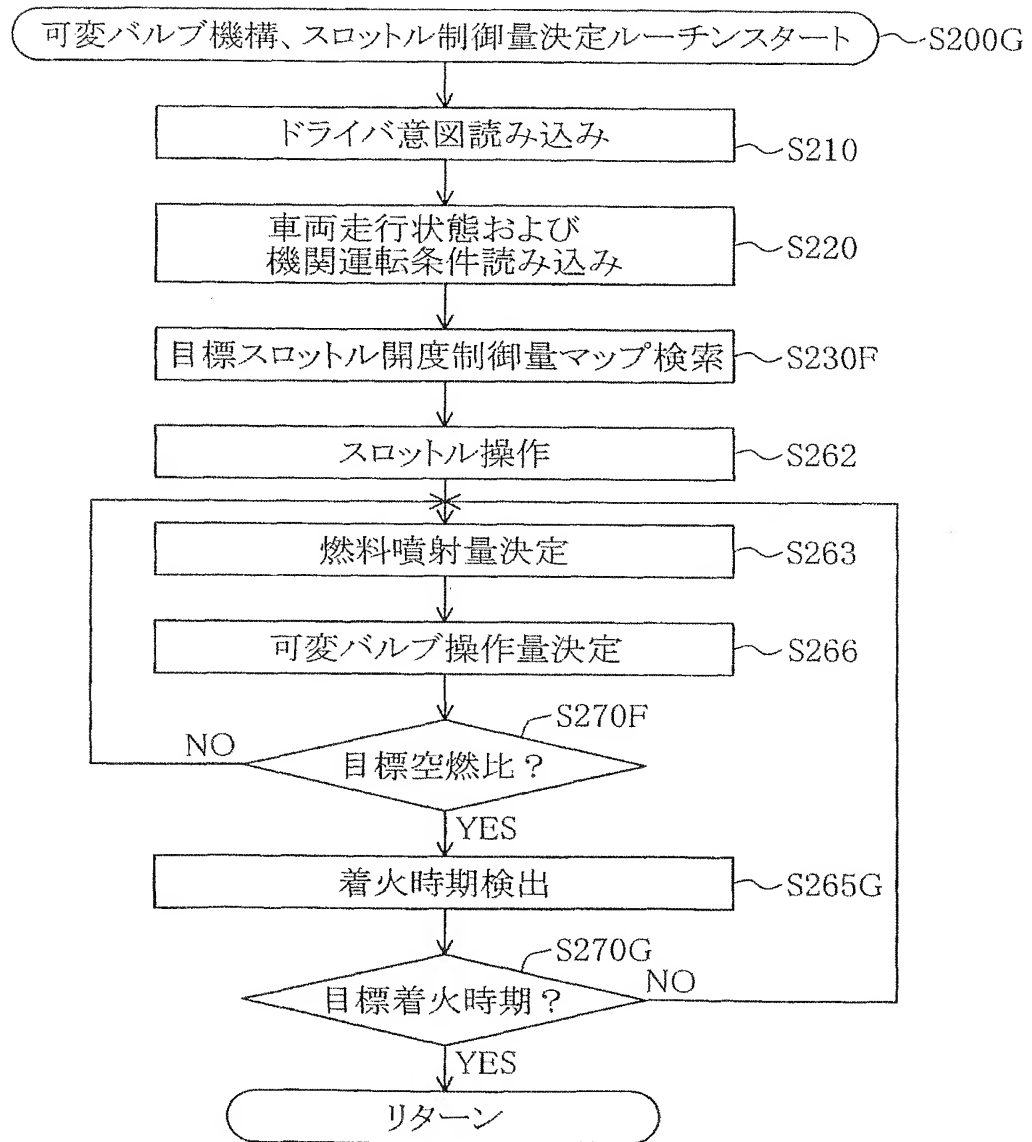 可変バルブ機構、スロットル制御量決定ルーチンスタート
S200G
ドライバ意図読み込み
S210
車両走行状態および
機関運転条件読み込み
S220
目標スロットル開度制御量マップ検索
S230F
スロットル操作
S262
燃料噴射量決定
S263
可変バルブ操作量決定
S266
S270F
NO
目標空燃比?
YES
着火時期検出
S265G
S270G
目標着火時期?
NO
YES
リターン